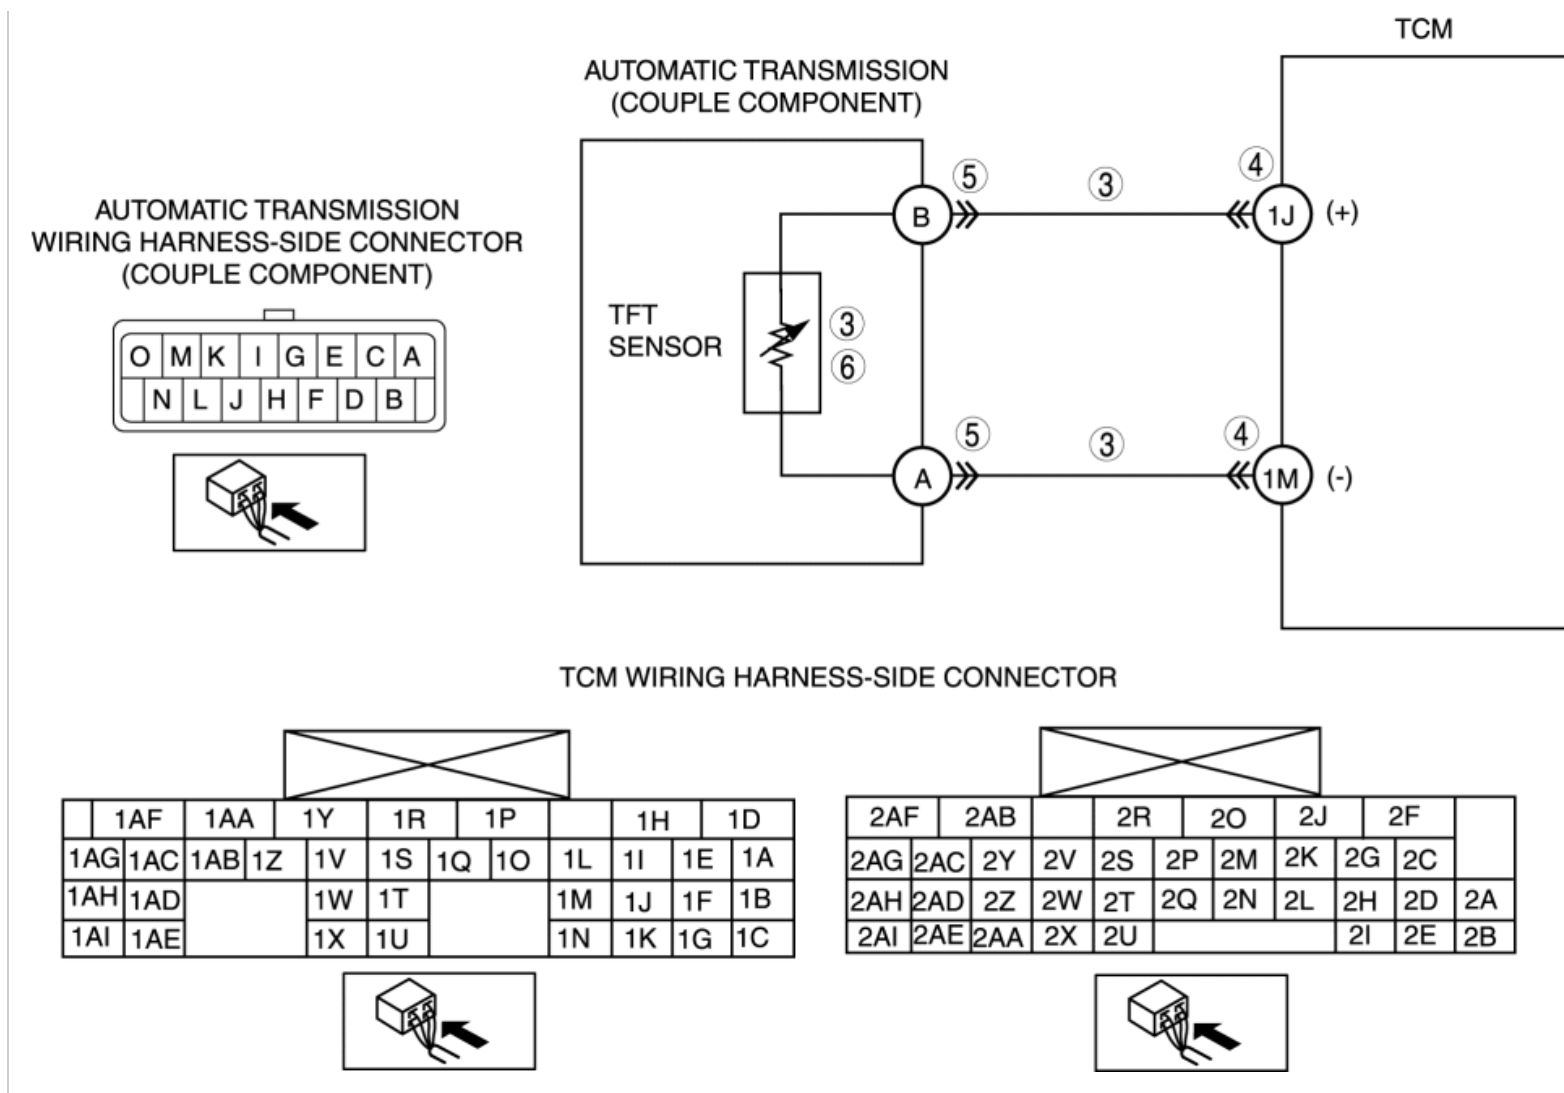 TCM
AUTOMATIC TRANSMISSION
(COUPLE COMPONENT)
AUTOMATIC TRANSMISSION
WIRING HARNESS-SIDE CONNECTOR
(COUPLE COMPONENT)
O M K I G E C A
N L J H F D B
B ⑤ ③ ④ 1J (+)
TFT
SENSOR
③
⑥
A ⑤ ③ ④ 1M (-)
TCM WIRING HARNESS-SIDE CONNECTOR
1AF 1AA 1Y 1R 1P 1H 1D
1AG 1AC 1AB 1Z 1V 1S 1Q 1O 1L 1I 1E 1A
1AH 1AD 1W 1T 1M 1J 1F 1B
1AI 1AE 1X 1U 1N 1K 1G 1C
2AF 2AB 2R 2O 2J 2F
2AG 2AC 2Y 2V 2S 2P 2M 2K 2G 2C
2AH 2AD 2Z 2W 2T 2Q 2N 2L 2H 2D 2A
2AI 2AE 2AA 2X 2U 2I 2E 2B